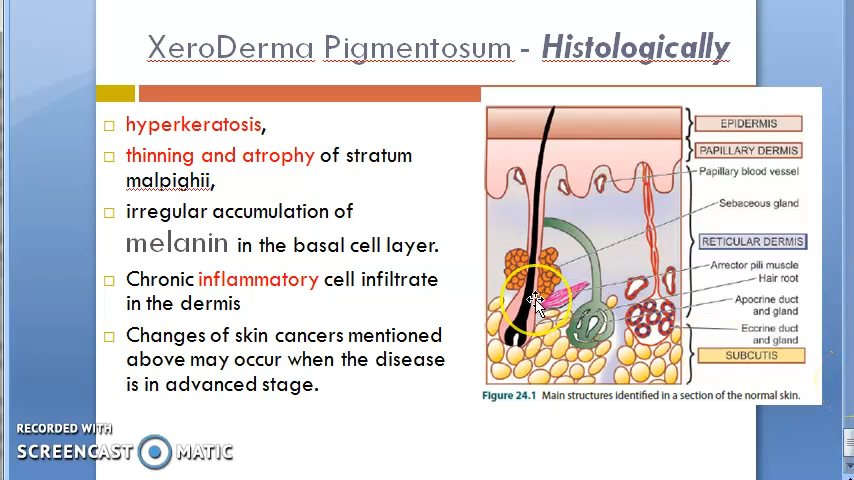 XeroDerma Pigmentosum - Histologically
hyperkeratosis,
thinning and atrophy of stratum
malpighii,
irregular accumulation of
melanin in the basal cell layer.
Chronic inflammatory cell infiltrate
in the dermis
Changes of skin cancers mentioned
above may occur when the disease
is in advanced stage.
EPIDERMIS
PAPILLARY DERMIS
Papillary blood vessel
Sebaceous gland
RETICULAR DERMIS
Arrector pili muscle
Hair root
Apocrine duct
and gland
Eccrine duct
and gland
SUBCUTIS
Figure 24.1 Main structures identified in a section of the normal skin.
RECORDED WITH
SCREENCAST MATIC